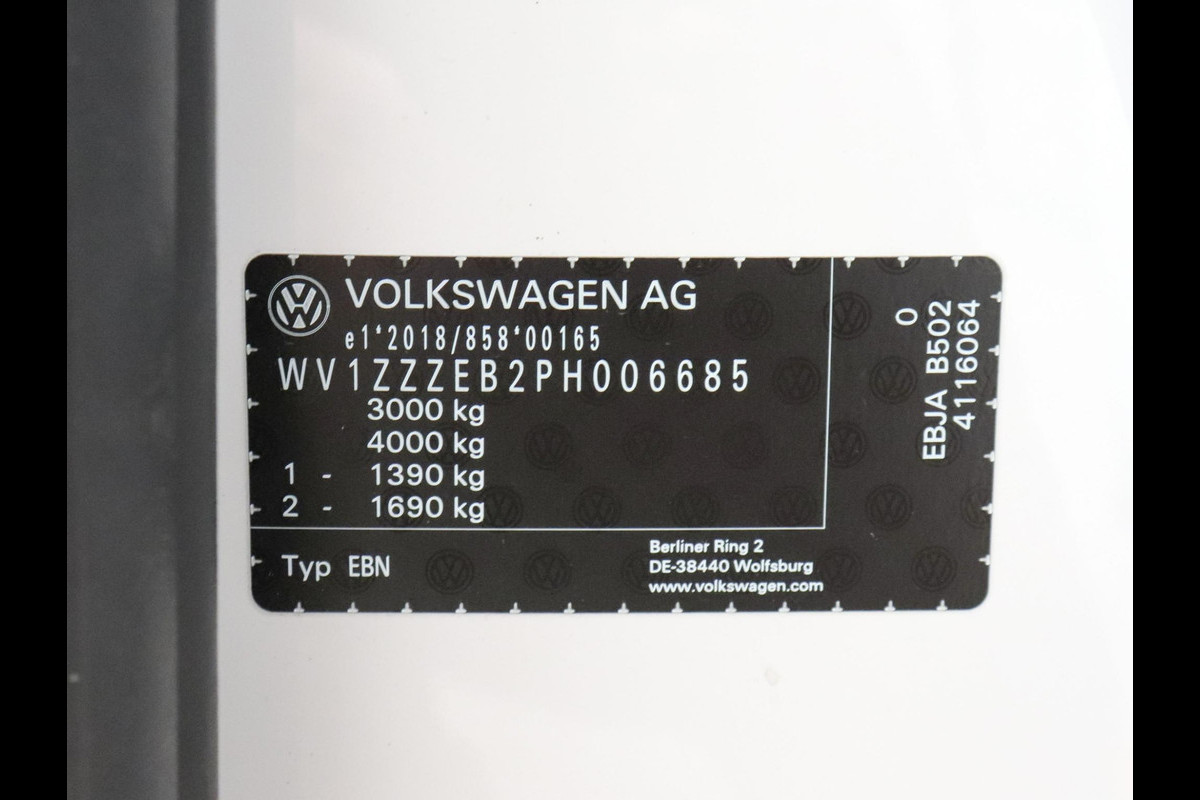 VOLKSWAGEN AG
e1*2018/858*00165
WV1ZZZEB2PH006685
3000 kg
4000 kg
1 - 1390 kg
2 - 1690 kg
Typ EBN
Berliner Ring 2
DE-38440 Wolfsburg
www.volkswagen.com
0
EBJA B502
4116064